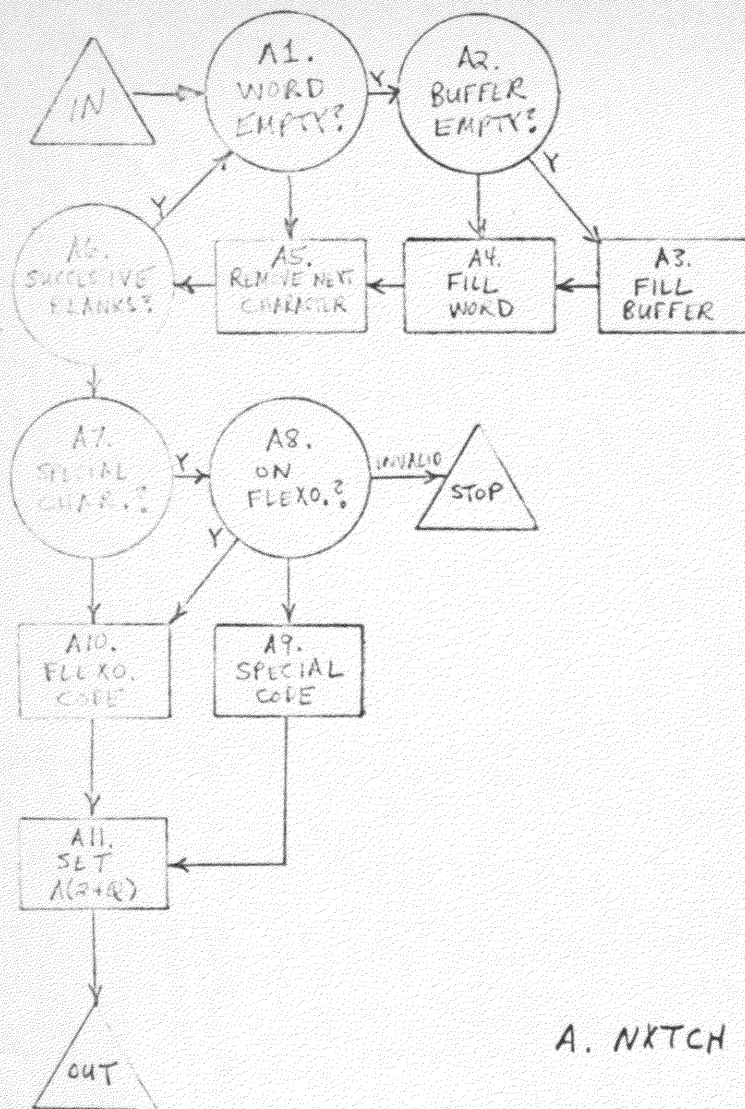 IN
A1.
WORD
EMPTY?
Y
A2.
BUFFER
EMPTY?
Y
Y
A6.
SUCCESSIVE
BLANKS?
A5.
REMOVE NEXT
CHARACTER
A4.
FILL
WORD
A3.
FILL
BUFFER
A7.
SPECIAL
CHAR.?
Y
A8.
ON
FLEXO.?
INVALID
STOP
Y
A10.
FLEXO.
CODE
A9.
SPECIAL
CODE
A11.
SET
A. NXTCH
OUT